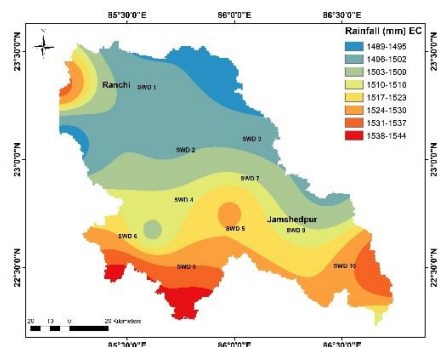 85°30'0"E 86°0'0"E 86°30'0"E
23°30'0"N 23°30'0"N
Rainfall (mm) EC
1489-1495
1496-1502
1503-1509
1510-1516
1517-1523
1524-1530
1531-1537
1538-1544
N
Ranchi
SWD 1
SWD 3
SWD 2
23°0'0"N 23°0'0"N
SWD 7
SWD 4
Jamshedpur
SWD 5
SWD 9
SWD 6
SWD 8
SWD 10
22°30'0"N 22°30'0"N
20 10 0 20 Kilometers
85°30'0"E 86°0'0"E 86°30'0"E